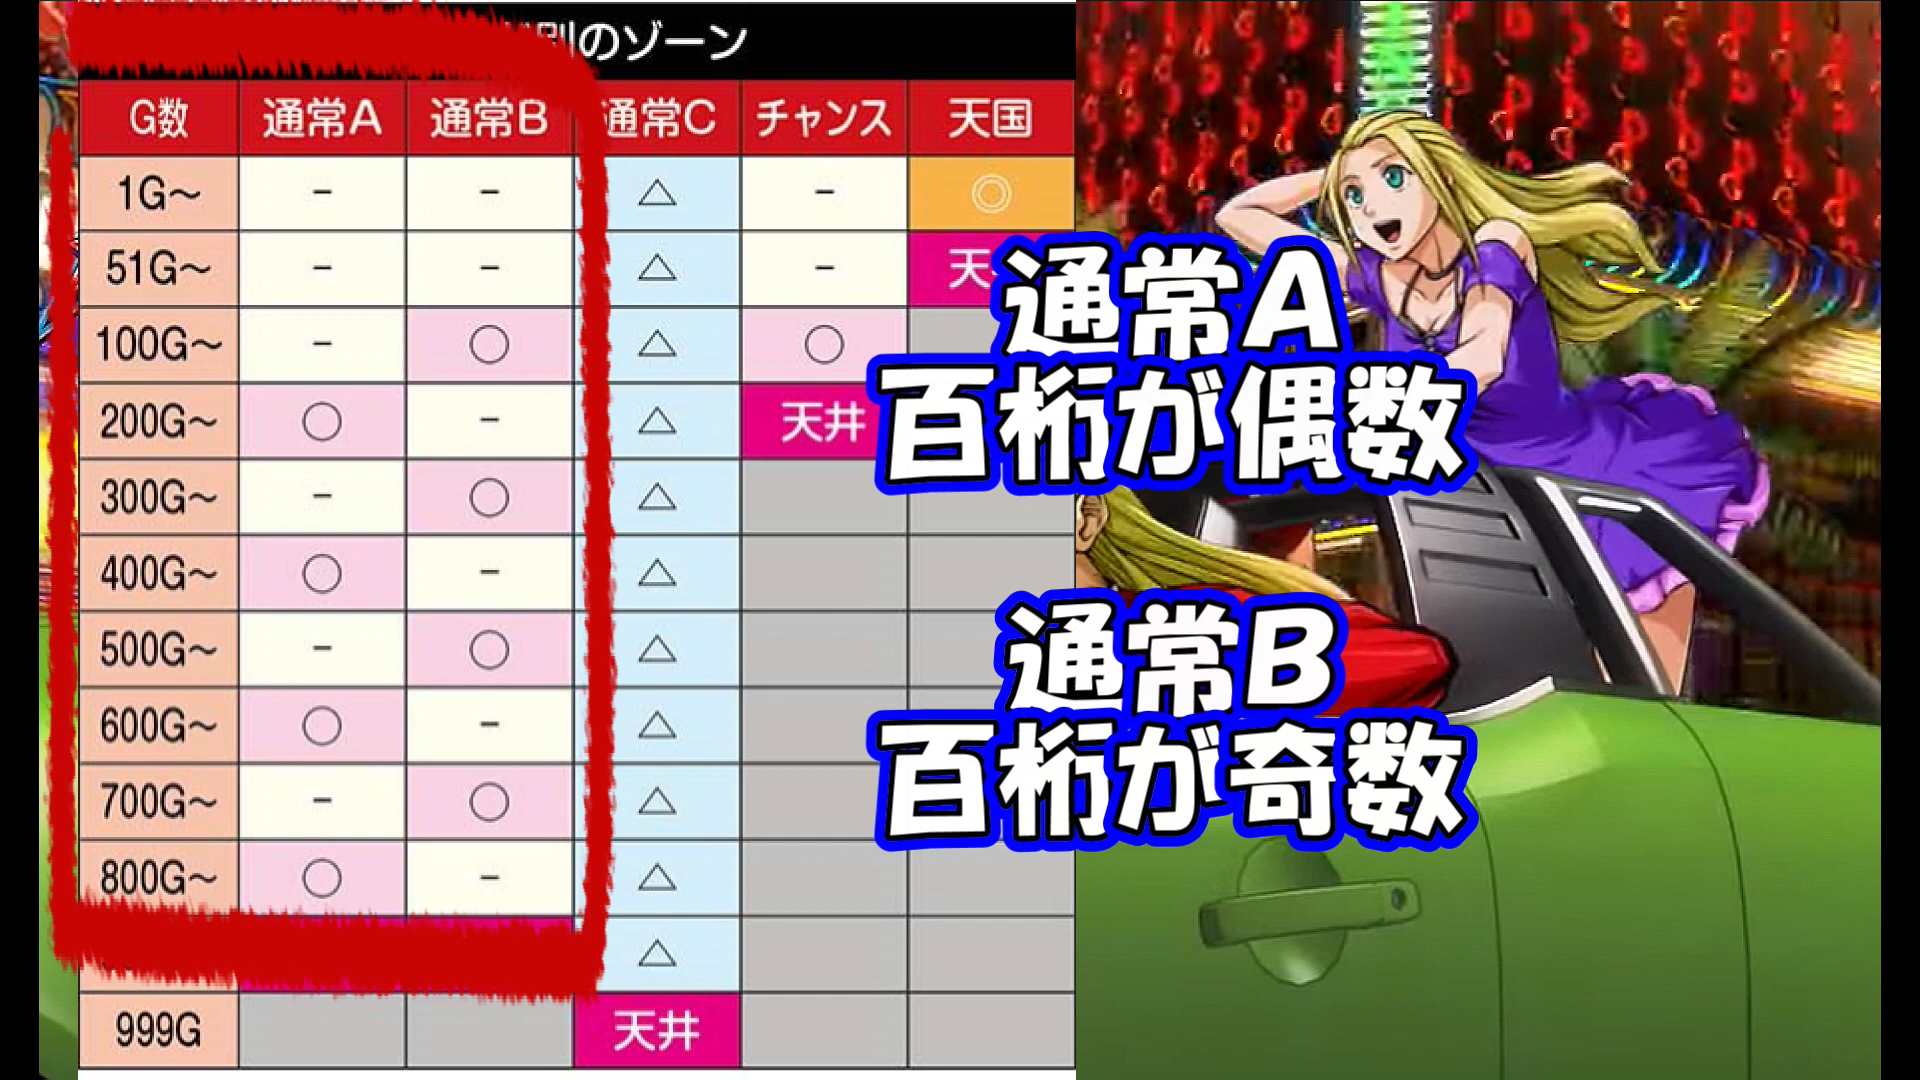 別のゾーン
G数 通常A 通常B 通常C チャンス 天国
1G～ － － △ － ◎
51G～ － － △ － 天
100G～ － ○ △ ○
200G～ ○ － △ 天井
300G～ － ○ △
400G～ ○ － △
500G～ － ○ △
600G～ ○ － △
700G～ － ○ △
800G～ ○ － △
△
999G 天井
通常A
百桁が偶数
通常B
百桁が奇数